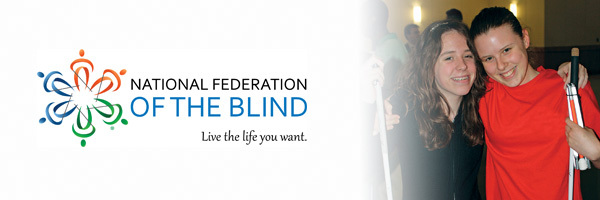 NATIONAL FEDERATION
OF THE BLIND
Live the life you want.